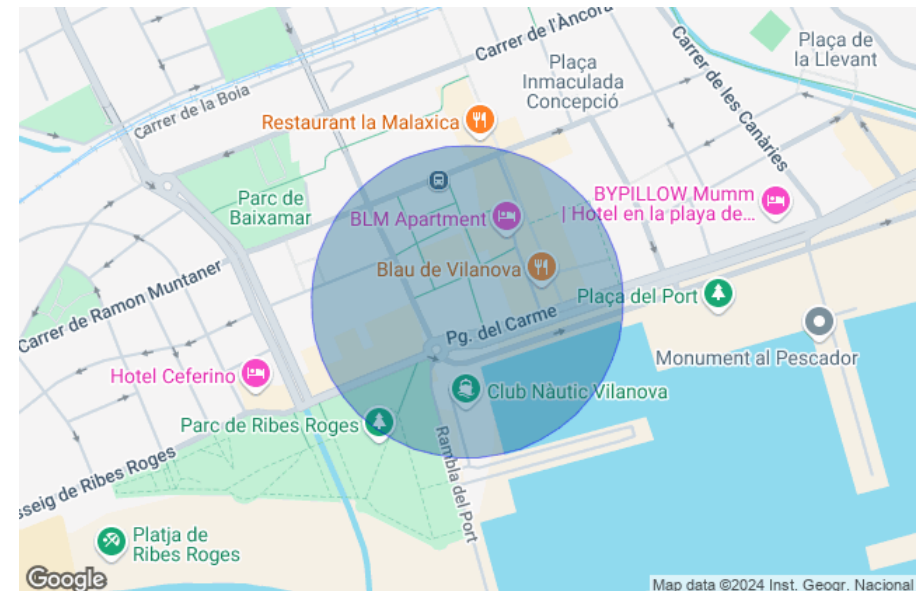 Carrer de l'Àncora
Plaça
Inmaculada
Concepció
Carrer de les Canàries
Plaça de
la Llevant
Carrer de la Boia
Restaurant la Malaxica
Parc de
Baixamar
BLM Apartment
BYPILLOW Mumm
| Hotel en la playa de...
Blau de Vilanova
Plaça del Port
Carrer de Ramon Muntaner
Pg. del Carme
Monument al Pescador
Hotel Ceferino
Club Nàutic Vilanova
Parc de Ribes Roges
Rambla del Port
sseig de Ribes Roges
Platja de
Ribes Roges
Google
Map data ©2024 Inst. Geogr. Nacional